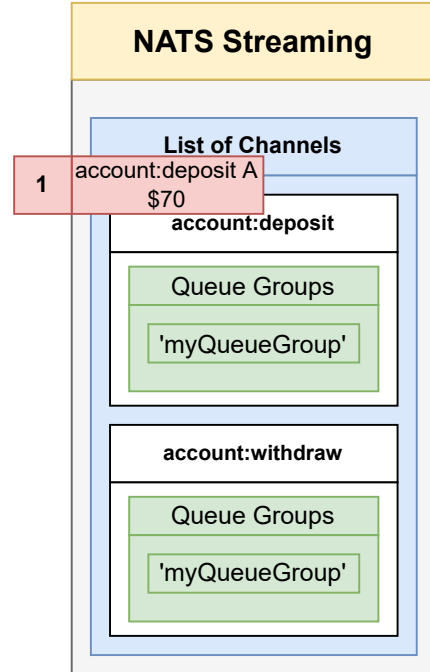 NATS Streaming
List of Channels
1
account:deposit A
$70
account:deposit
Queue Groups
'myQueueGroup'
account:withdraw
Queue Groups
'myQueueGroup'